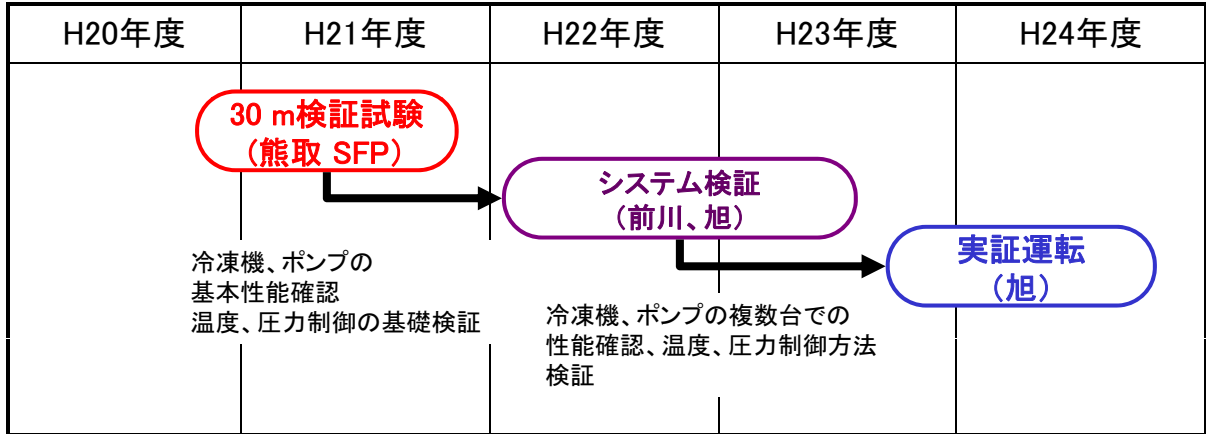 H20年度 H21年度 H22年度 H23年度 H24年度
30 m検証試験
（熊取 SFP）
システム検証
（前川、旭）
実証運転
（旭）
冷凍機、ポンプの
基本性能確認
温度、圧力制御の基礎検証
冷凍機、ポンプの複数台での
性能確認、温度、圧力制御方法
検証